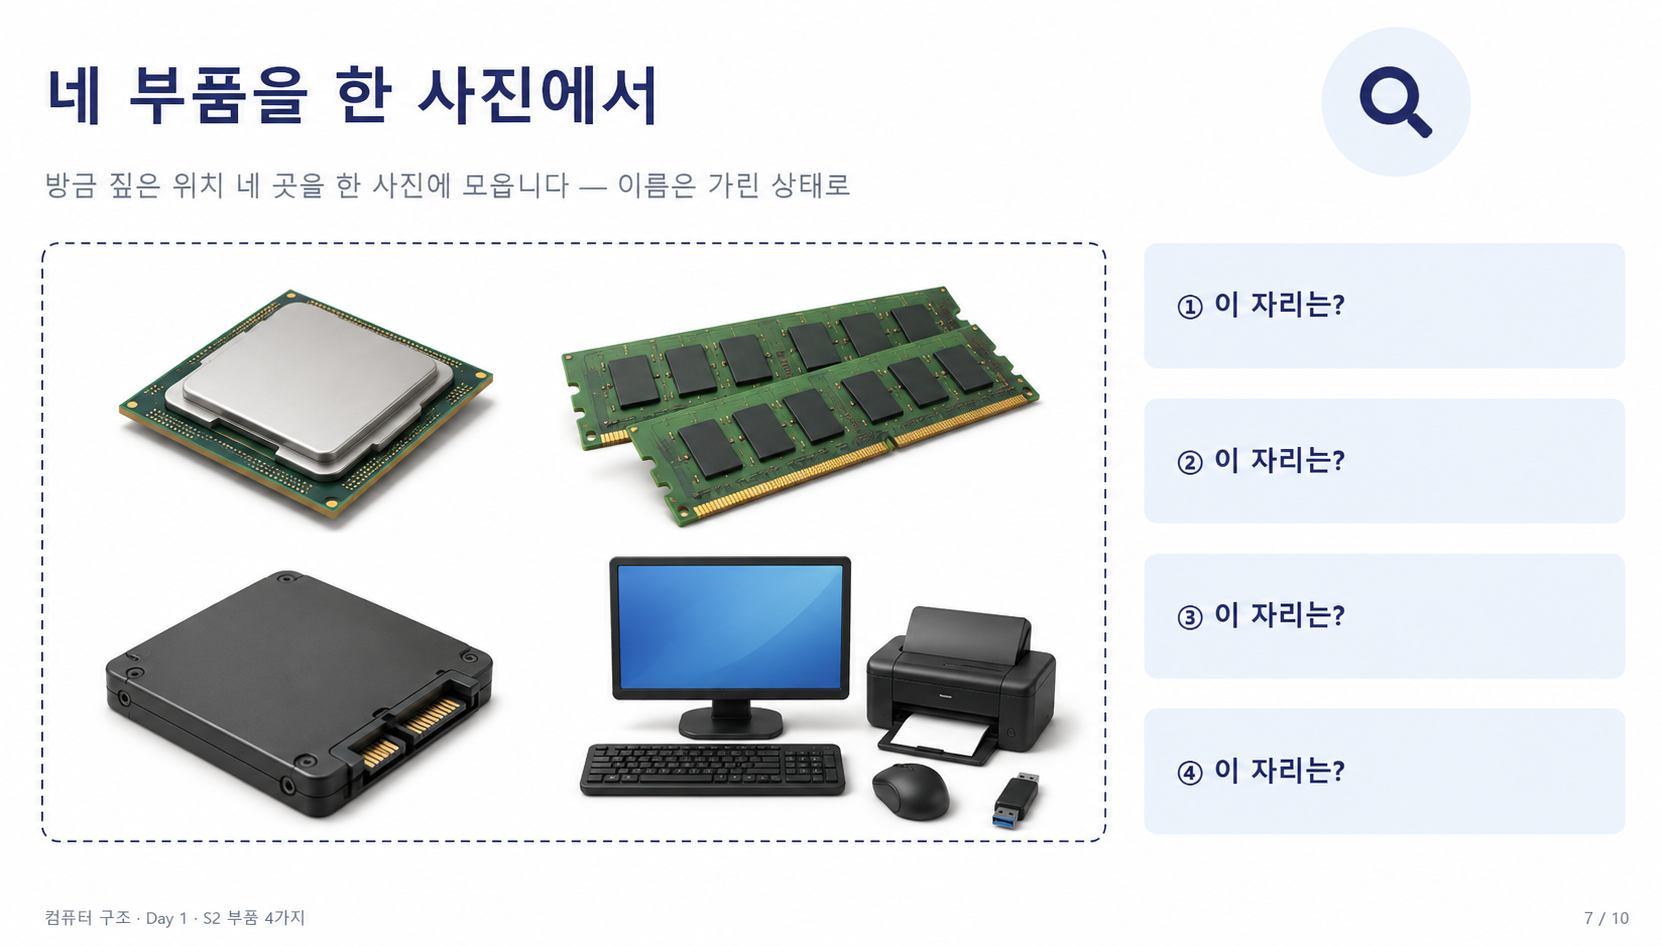 네 부품을 한 사진에서
방금 짚은 위치 네 곳을 한 사진에 모읍니다 — 이름은 가린 상태로
① 이 자리는?
② 이 자리는?
③ 이 자리는?
④ 이 자리는?
컴퓨터 구조 · Day 1 · S2 부품 4가지
7 / 10